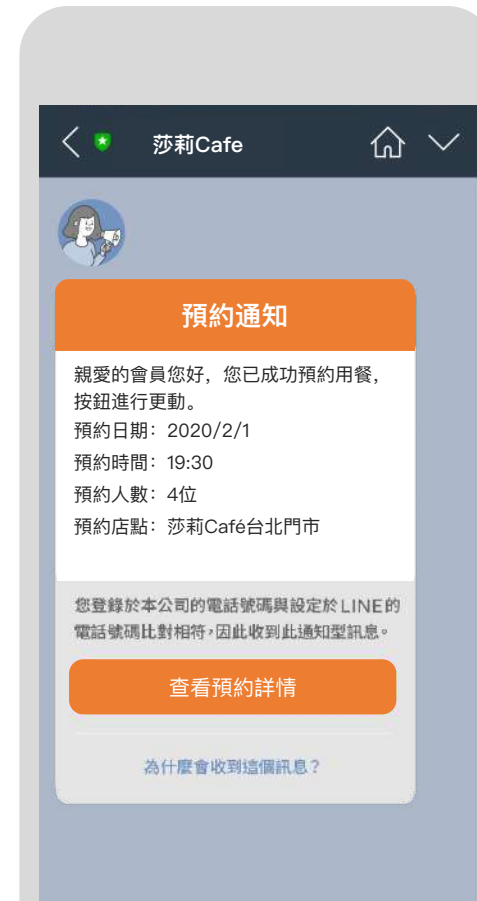 莎莉Cafe
預約通知
親愛的會員您好，您已成功預約用餐，
按鈕進行更動。
預約日期：2020/2/1
預約時間：19:30
預約人數：4位
預約店點：莎莉Café台北門市
您登錄於本公司的電話號碼與設定於LINE的
電話號碼比對相符，因此收到此通知型訊息。
查看預約詳情
為什麼會收到這個訊息？